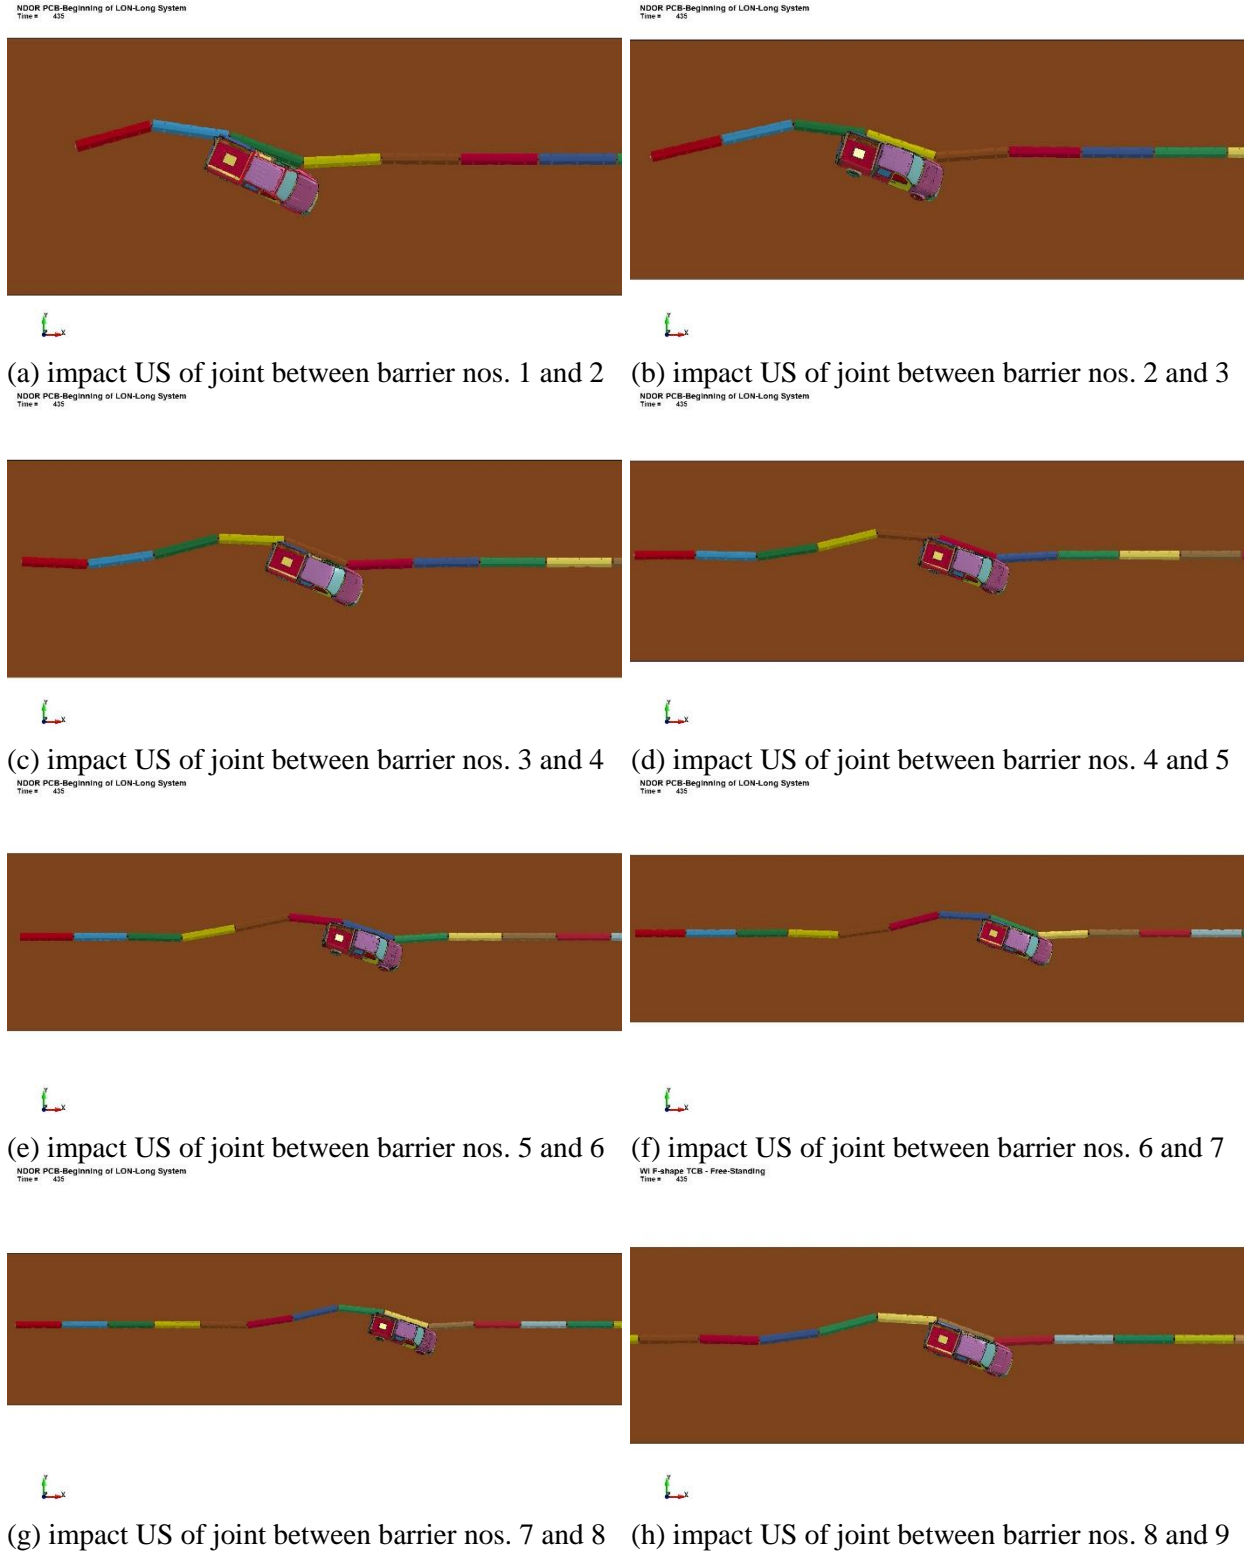 NDOR PCB-Beginning of LON-Long System
Time = 435
NDOR PCB-Beginning of LON-Long System
Time = 435
Y
X
Y
X
(a) impact US of joint between barrier nos. 1 and 2
(b) impact US of joint between barrier nos. 2 and 3
NDOR PCB-Beginning of LON-Long System
Time = 435
NDOR PCB-Beginning of LON-Long System
Time = 435
Y
X
Y
X
(c) impact US of joint between barrier nos. 3 and 4
(d) impact US of joint between barrier nos. 4 and 5
NDOR PCB-Beginning of LON-Long System
Time = 435
NDOR PCB-Beginning of LON-Long System
Time = 435
Y
X
Y
X
(e) impact US of joint between barrier nos. 5 and 6
(f) impact US of joint between barrier nos. 6 and 7
NDOR PCB-Beginning of LON-Long System
Time = 435
WI F-shape TCB - Free-Standing
Time = 435
Y
X
Y
X
(g) impact US of joint between barrier nos. 7 and 8
(h) impact US of joint between barrier nos. 8 and 9